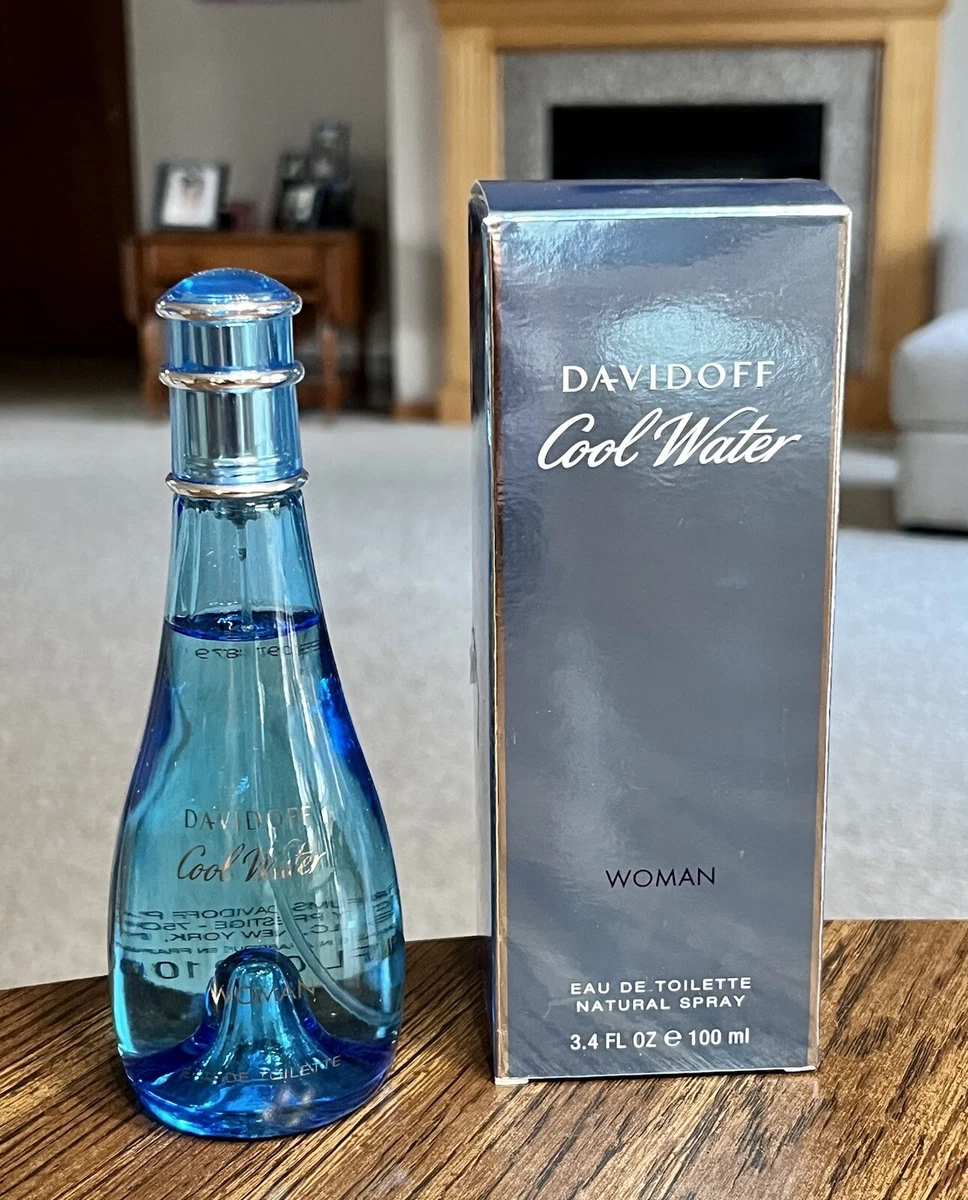 DAVIDOFF
Cool Water
WOMAN
EAU DE TOILETTE
NATURAL SPRAY
3.4 FL OZ e 100 ml
DAVIDOFF
Cool Water
WOMAN
EAU DE TOILETTE